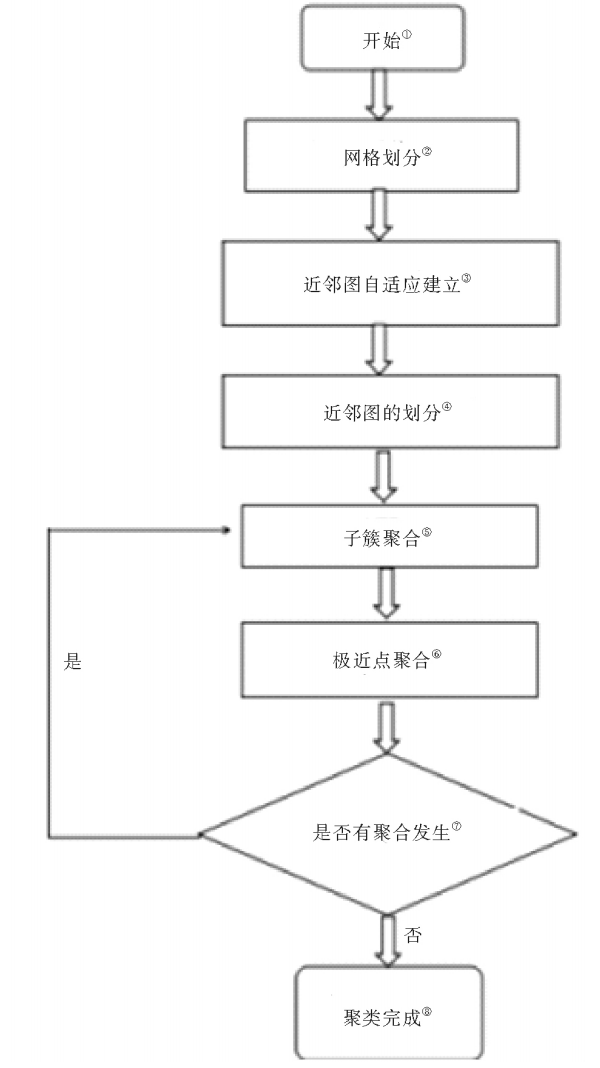 开始①
网格划分②
近邻图自适应建立③
近邻图的划分④
子簇聚合⑤
极近点聚合⑥
是
是否有聚合发生⑦
否
聚类完成⑧